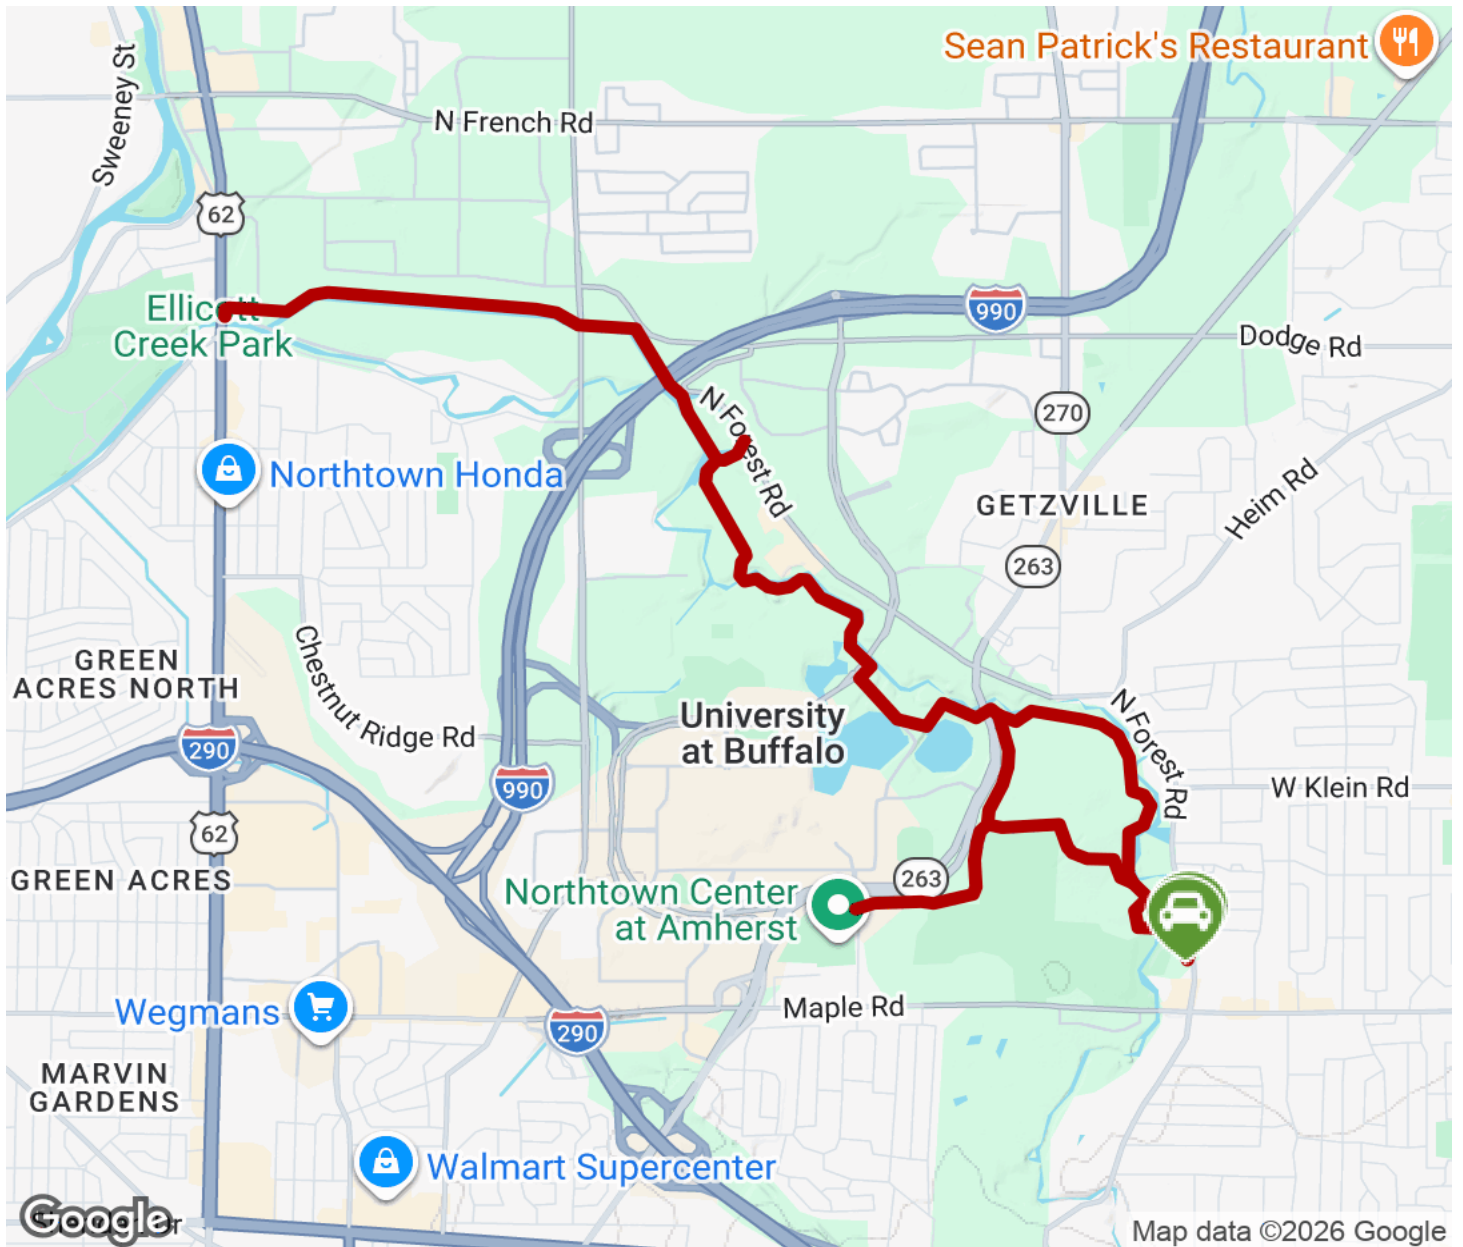 Sean Patrick's Restaurant
Sweeney St
N French Rd
62
Ellicott
Creek Park
990
Dodge Rd
N Forest Rd
270
Northtown Honda
GETZVILLE
Heim Rd
263
Chestnut Ridge Rd
GREEN
ACRES NORTH
University
at Buffalo
N Forest Rd
290
990
W Klein Rd
62
GREEN ACRES
263
Northtown Center
at Amherst
Wegmans
Maple Rd
290
MARVIN
GARDENS
Walmart Supercenter
Google
Map data ©2026 Google